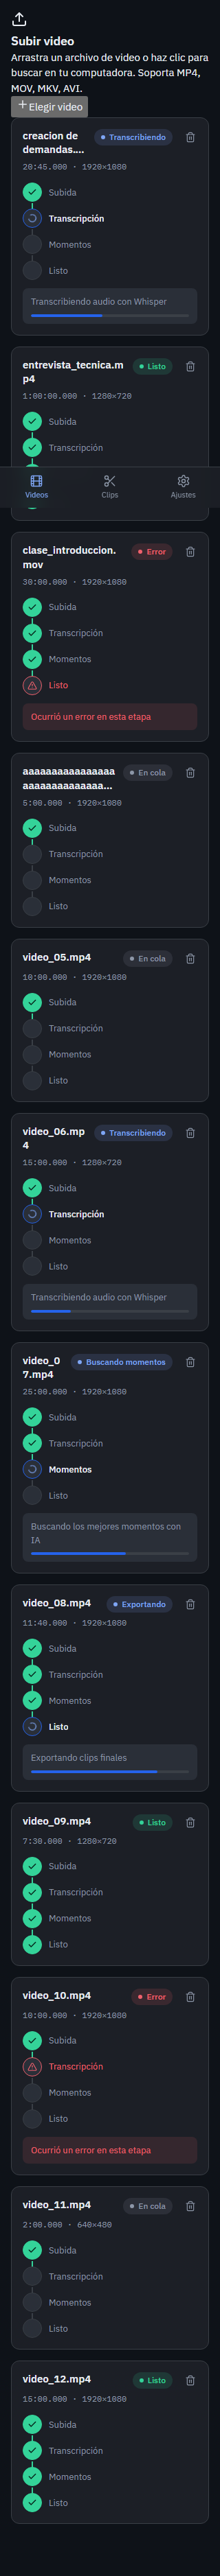 Subir video
Arrastra un archivo de video o haz clic para
buscar en tu computadora. Soporta MP4,
MOV, MKV, AVI.
Elegir video
creacion de
demandas....
Transcribiendo
20:45.000 · 1920×1080
Subida
Transcripción
Momentos
Listo
Transcribiendo audio con Whisper
entrevista_tecnica.m
p4
Listo
1:00:00.000 · 1280×720
Subida
Transcripción
Videos
Clips
Ajustes
clase_introduccion.
mov
Error
30:00.000 · 1920×1080
Subida
Transcripción
Momentos
Listo
Ocurrió un error en esta etapa
aaaaaaaaaaaaaaaa
aaaaaaaaaaaaaaa...
En cola
5:00.000 · 1920×1080
Subida
Transcripción
Momentos
Listo
video_05.mp4
En cola
10:00.000 · 1920×1080
Subida
Transcripción
Momentos
Listo
video_06.mp
4
Transcribiendo
15:00.000 · 1280×720
Subida
Transcripción
Momentos
Listo
Transcribiendo audio con Whisper
video_0
7.mp4
Buscando momentos
25:00.000 · 1920×1080
Subida
Transcripción
Momentos
Listo
Buscando los mejores momentos con
IA
video_08.mp4
Exportando
11:40.000 · 1920×1080
Subida
Transcripción
Momentos
Listo
Exportando clips finales
video_09.mp4
Listo
7:30.000 · 1280×720
Subida
Transcripción
Momentos
Listo
video_10.mp4
Error
10:00.000 · 1920×1080
Subida
Transcripción
Momentos
Listo
Ocurrió un error en esta etapa
video_11.mp4
En cola
2:00.000 · 640×480
Subida
Transcripción
Momentos
Listo
video_12.mp4
Listo
15:00.000 · 1920×1080
Subida
Transcripción
Momentos
Listo